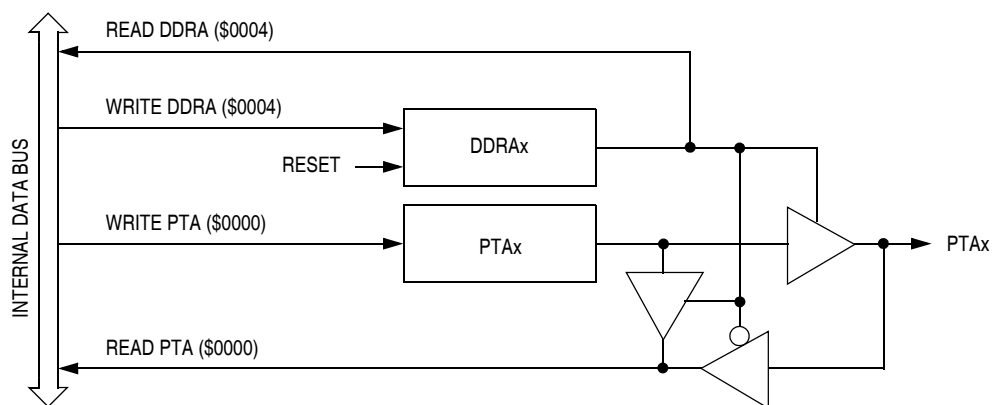 READ DDRA ($0004)
WRITE DDRA ($0004)
DDRAx
RESET
INTERNAL DATA BUS
WRITE PTA ($0000)
PTAx
PTAx
READ PTA ($0000)